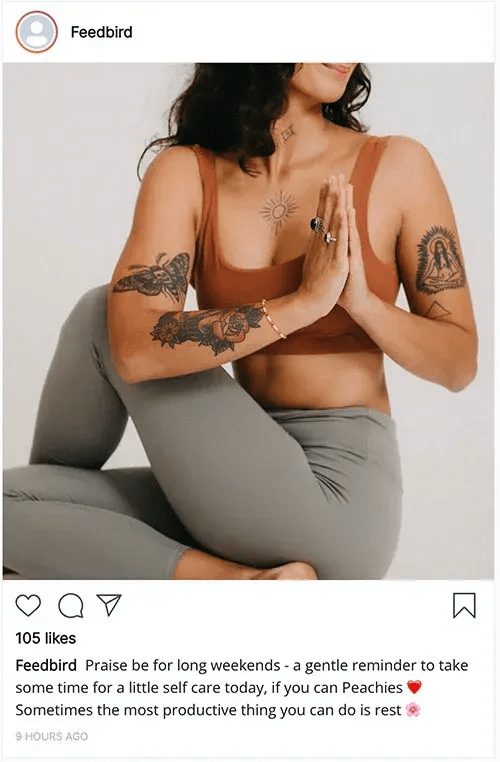 Feedbird
105 likes
Feedbird Praise be for long weekends - a gentle reminder to take
some time for a little self care today, if you can Peachies ❤️
Sometimes the most productive thing you can do is rest 🌸
9 HOURS AGO